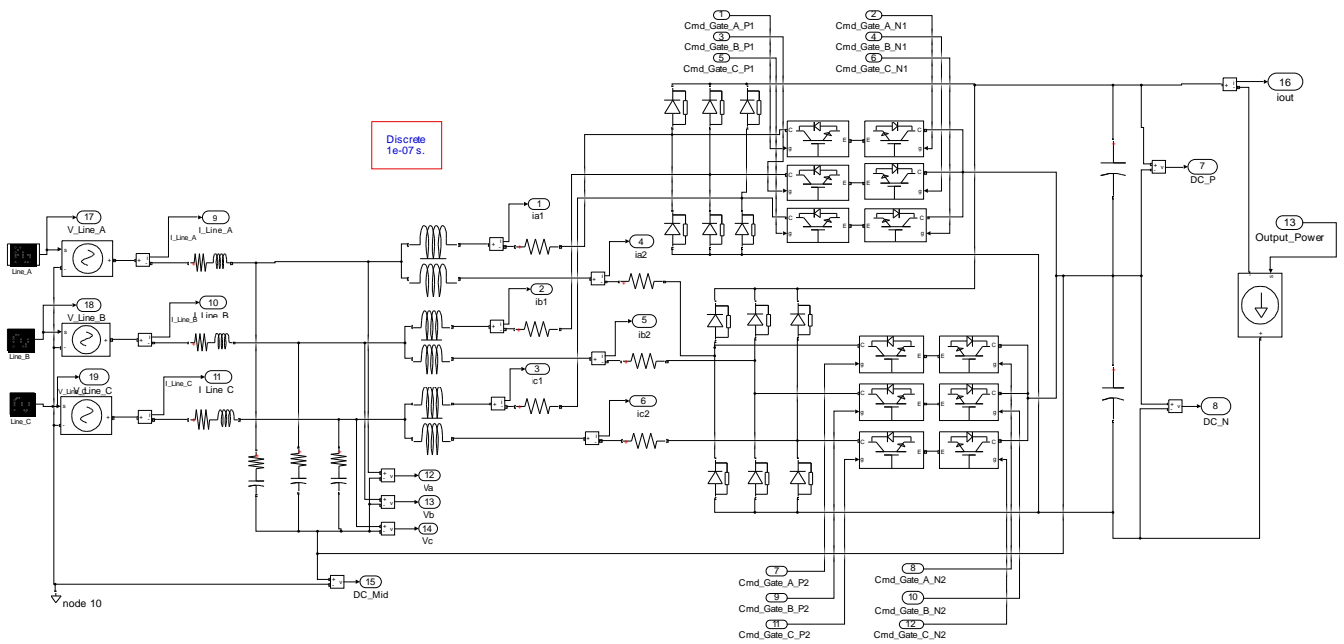 1
Cmd_Gate_A_P1
3
Cmd_Gate_B_P1
5
Cmd_Gate_C_P1
2
Cmd_Gate_A_N1
4
Cmd_Gate_B_N1
6
Cmd_Gate_C_N1
16
iout
Discrete
1e-07 s.
C
g
E
E
C
g
C
g
E
E
C
g
C
g
E
E
C
g
7
DC_P
13
Output_Power
17
V_Line_A
9
I_Line_A
I_Line_A
Line_A
1
ia1
4
ia2
18
V_Line_B
10
I_Line_B
I_Line_B
Line_B
2
ib1
5
ib2
19
V_Line_C
11
I_Line_C
I_Line_C
Line_C
3
ic1
6
ic2
C
g
E
E
C
g
C
g
E
E
C
g
C
g
E
E
C
g
8
DC_N
12
Va
13
Vb
14
Vc
15
DC_Mid
node 10
7
Cmd_Gate_A_P2
9
Cmd_Gate_B_P2
11
Cmd_Gate_C_P2
8
Cmd_Gate_A_N2
10
Cmd_Gate_B_N2
12
Cmd_Gate_C_N2